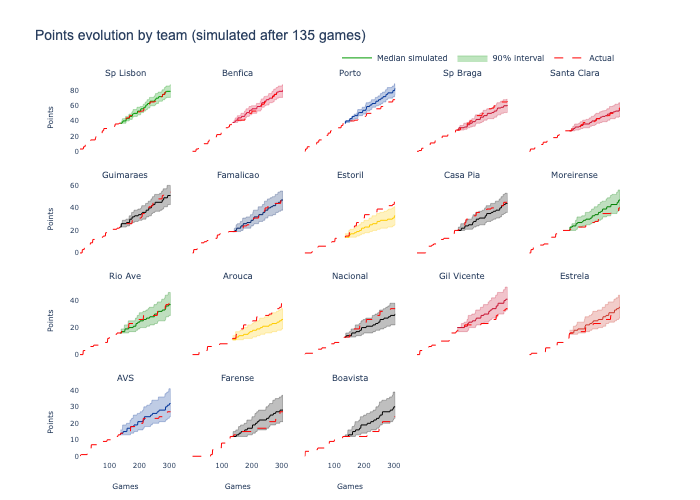 Points evolution by team (simulated after 135 games)
Median simulated 90% interval Actual
Sp Lisbon Benfica Porto Sp Braga Santa Clara
80
60
40
20
0
Points
Guimaraes Famalicao Estoril Casa Pia Moreirense
60
40
20
0
Points
Rio Ave Arouca Nacional Gil Vicente Estrela
40
20
0
Points
AVS Farense Boavista
40
30
20
10
0
Points
100 200 300 100 200 300 100 200 300
Games Games Games